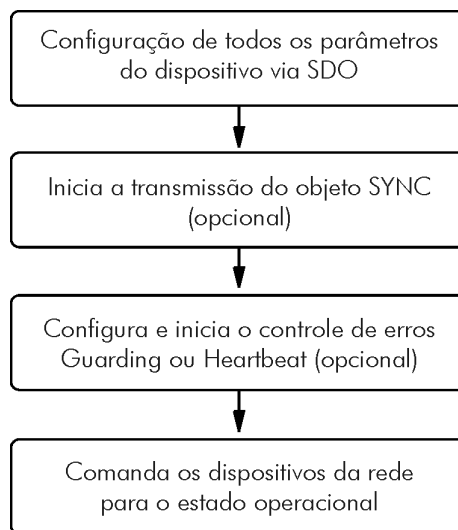 Configuração de todos os parâmetros
do dispositivo via SDO
Inicia a transmissão do objeto SYNC
(opcional)
Configura e inicia o controle de erros
Guarding ou Heartbeat (opcional)
Comanda os dispositivos da rede
para o estado operacional